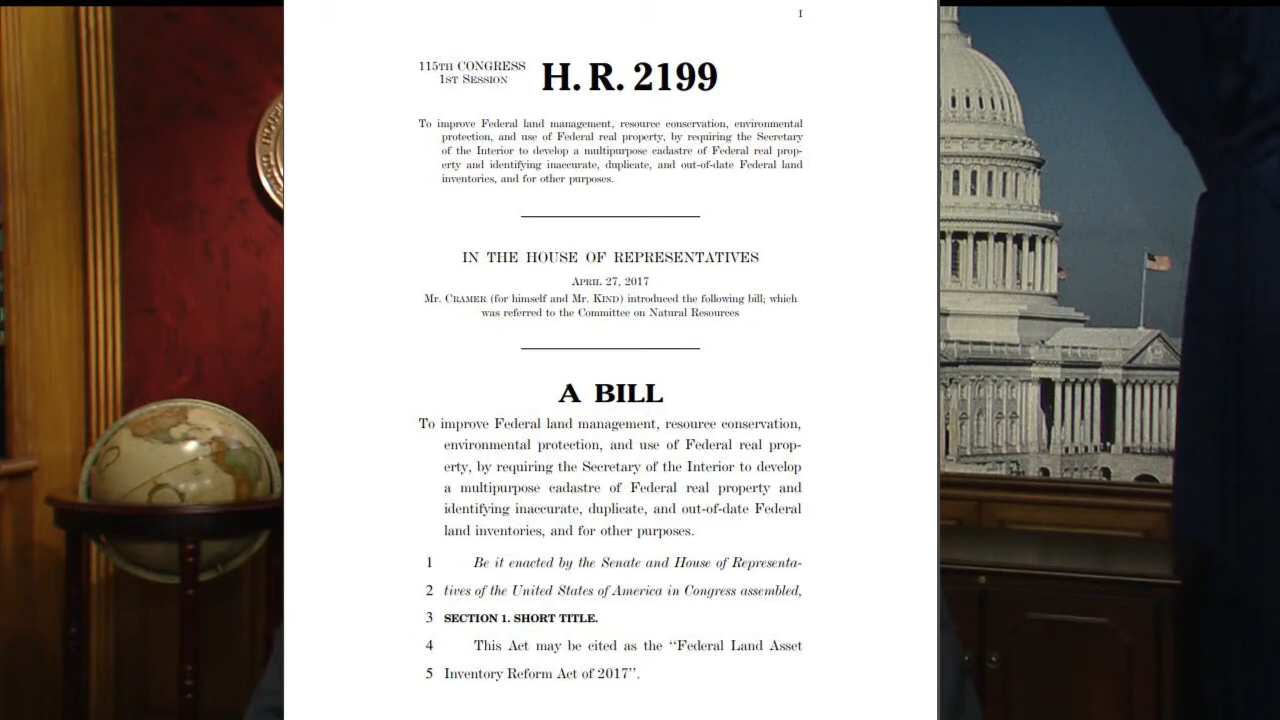 I
115TH CONGRESS
1ST SESSION
H. R. 2199
To improve Federal land management, resource conservation, environmental
protection, and use of Federal real property, by requiring the Secretary
of the Interior to develop a multipurpose cadastre of Federal real prop-
erty and identifying inaccurate, duplicate, and out-of-date Federal land
inventories, and for other purposes.
IN THE HOUSE OF REPRESENTATIVES
APRIL 27, 2017
Mr. CRAMER (for himself and Mr. KIND) introduced the following bill; which
was referred to the Committee on Natural Resources
A BILL
To improve Federal land management, resource conservation,
environmental protection, and use of Federal real prop-
erty, by requiring the Secretary of the Interior to develop
a multipurpose cadastre of Federal real property and
identifying inaccurate, duplicate, and out-of-date Federal
land inventories, and for other purposes.
1 Be it enacted by the Senate and House of Representa-
2 tives of the United States of America in Congress assembled,
3 SECTION 1. SHORT TITLE.
4 This Act may be cited as the ‘‘Federal Land Asset
5 Inventory Reform Act of 2017’’.